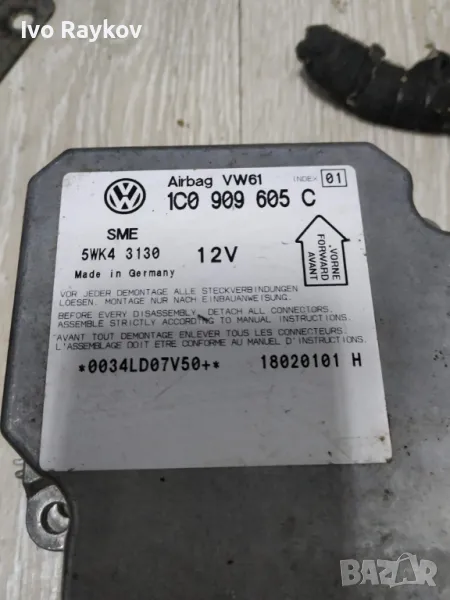 Ivo Raykov
Airbag VW61 INDEX 01
1C0 909 605 C
SME
5WK4 3130 12V
Made in Germany
VORNE
FORWARD
AVANT
VOR JEDER DEMONTAGE ALLE STECKVERBINDUNGEN
LOESEN. MONTAGE NUR NACH EINBAUANWEISUNG.
BEFORE EVERY DISASSEMBLY, DETACH ALL CONNECTORS.
ASSEMBLE STRICTLY ACCORDING TO MANUAL INSTRUCTIONS.
AVANT TOUT DEMONTAGE ENLEVER TOUS LES CONNECTEURS.
L'ASSEMBLAGE DOIT ETRE CONFORME AU MANUEL D'INSTRUCTIONS.
*0034LD07V50+* 18020101 H
bazar.bg